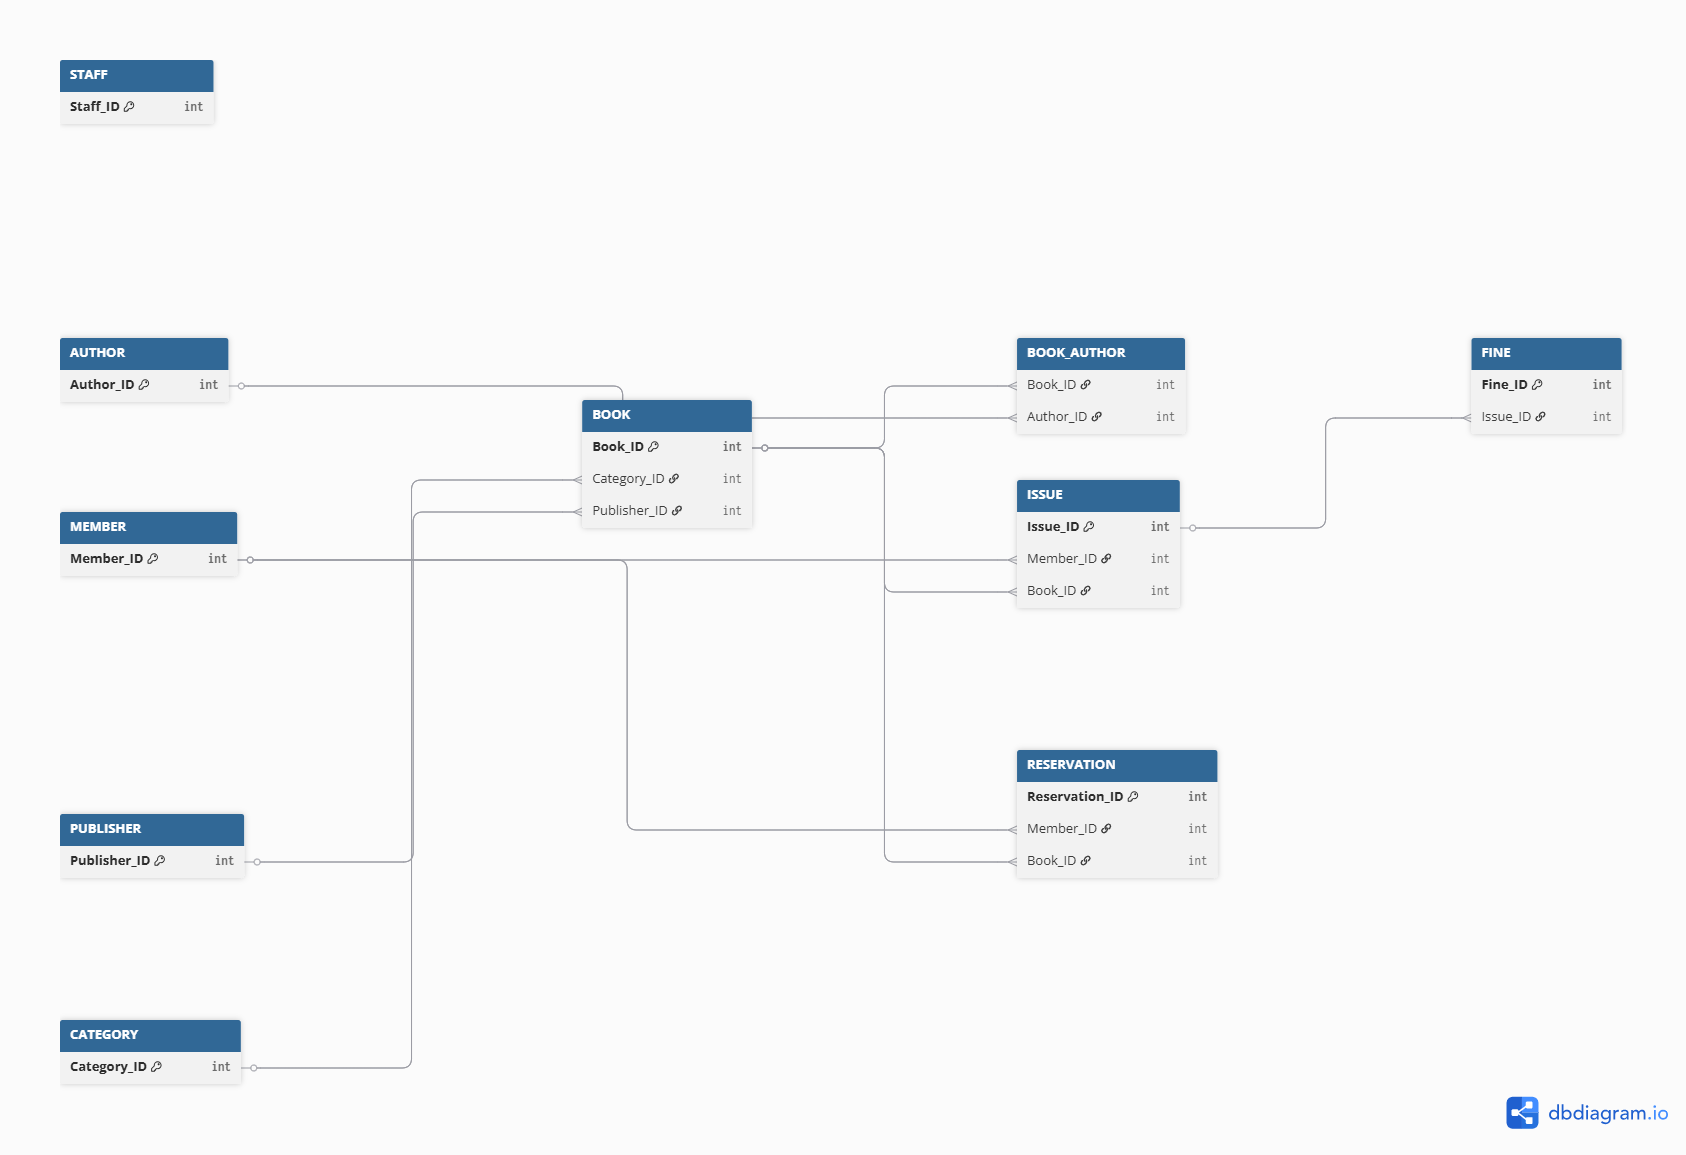 STAFF
Staff_ID int
AUTHOR
Author_ID int
MEMBER
Member_ID int
PUBLISHER
Publisher_ID int
CATEGORY
Category_ID int
BOOK
Book_ID int
Category_ID int
Publisher_ID int
BOOK_AUTHOR
Book_ID int
Author_ID int
ISSUE
Issue_ID int
Member_ID int
Book_ID int
RESERVATION
Reservation_ID int
Member_ID int
Book_ID int
FINE
Fine_ID int
Issue_ID int
dbdiagram.io